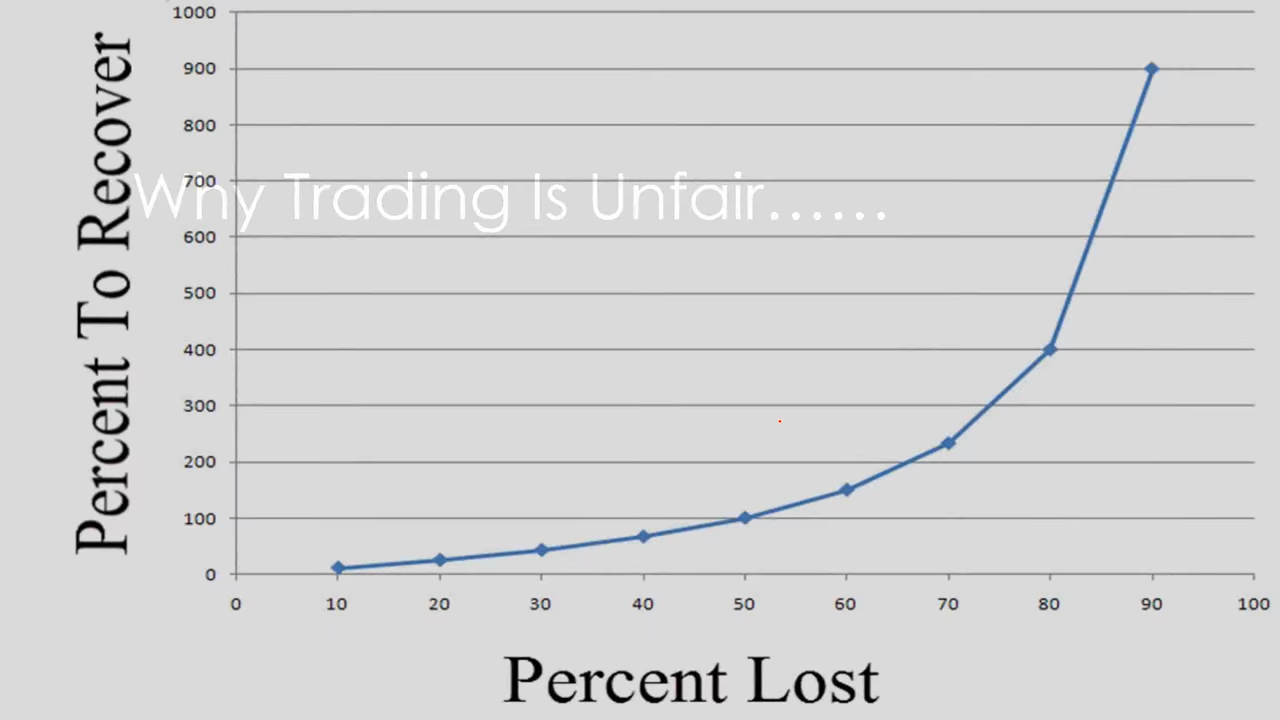 1000
900
800
700
600
500
400
300
200
100
0
Percent To Recover
Why Trading Is Unfair......
0 10 20 30 40 50 60 70 80 90 100
Percent Lost